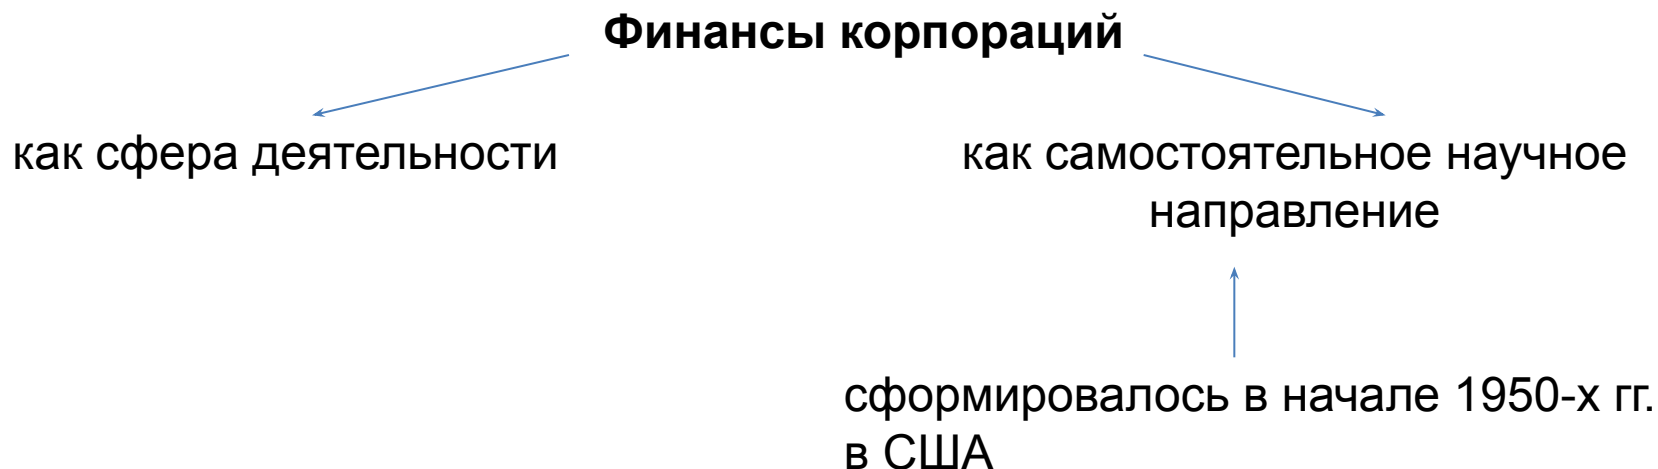 Финансы корпораций
как сфера деятельности
как самостоятельное научное
направление
сформировалось в начале 1950-х гг.
в США